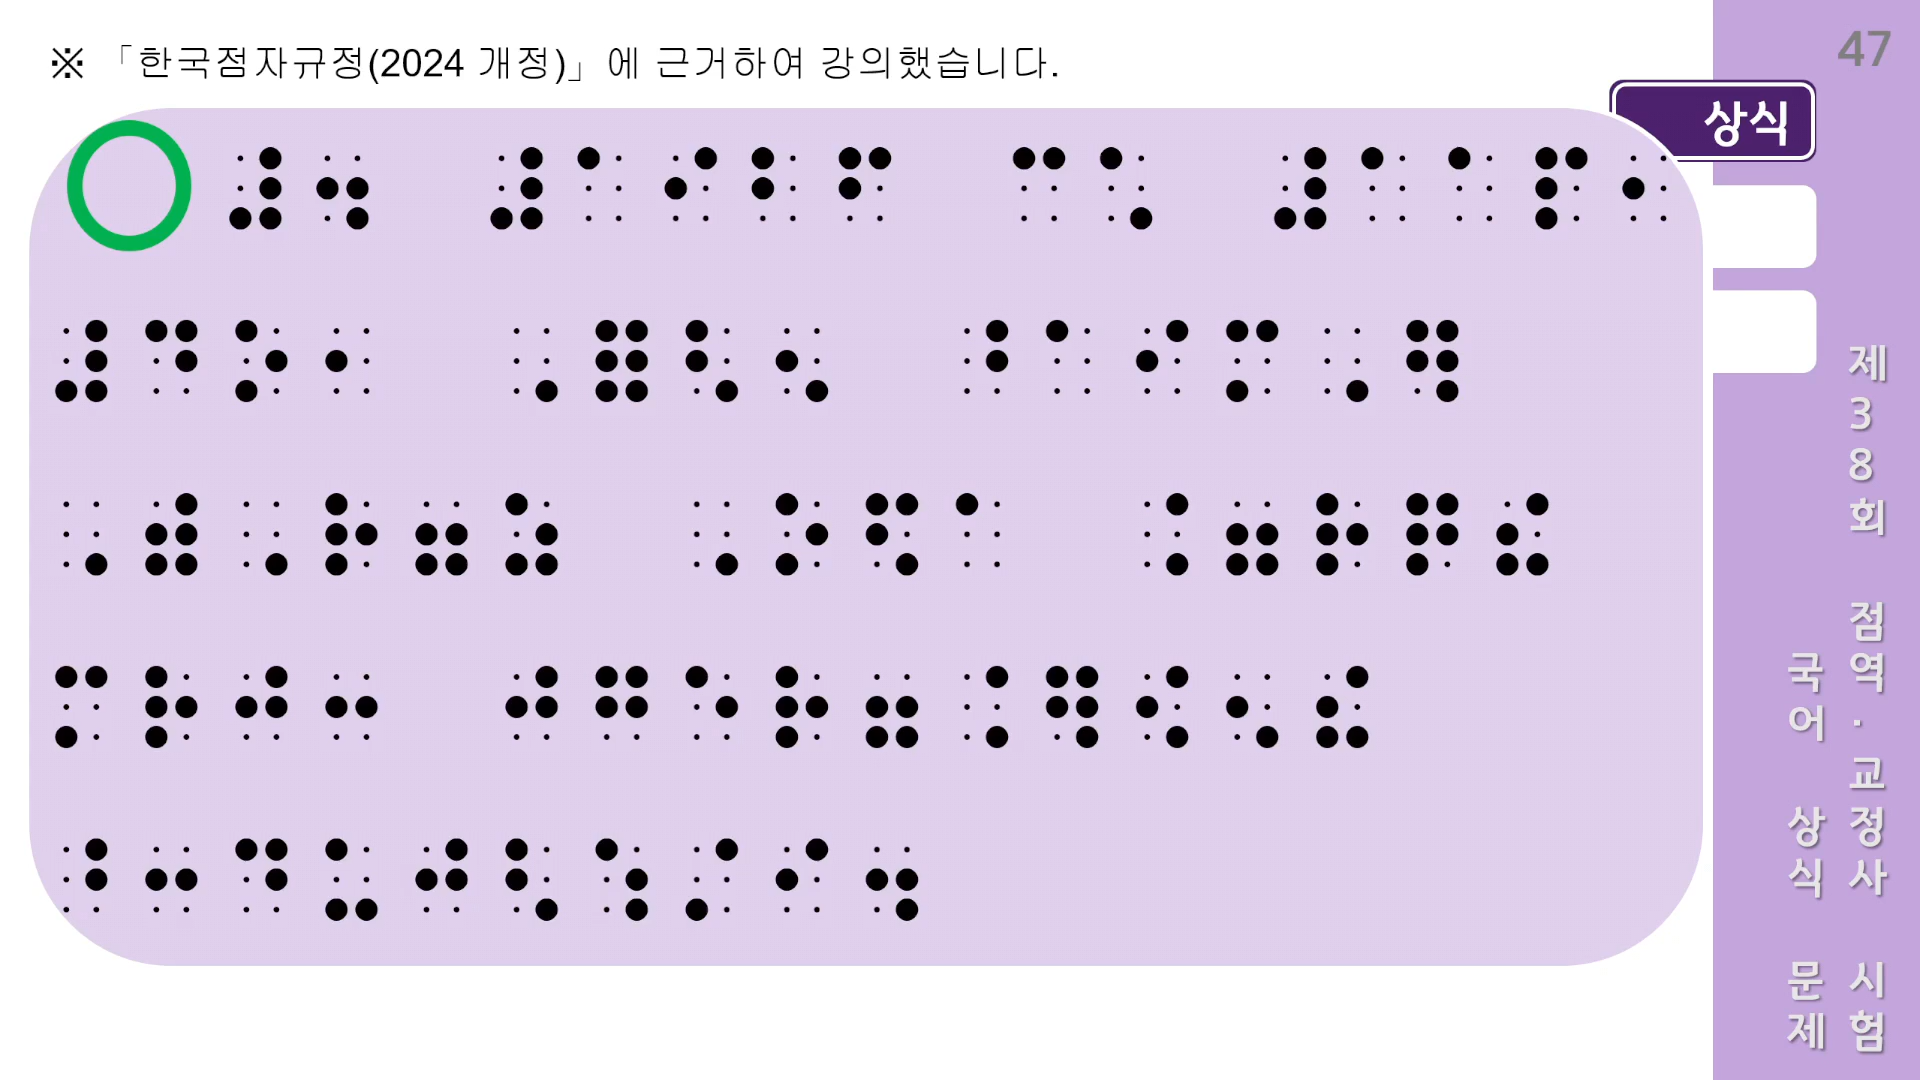 ※ 「한국점자규정(2024 개정)」에 근거하여 강의했습니다.
47
상식
⠼⠲ ⠼⠁⠊⠃⠋ ⠉⠡ ⠼⠁⠁⠏⠂
⠼⠙⠕⠂ ⠠⠿⠣⠢ ⠘⠁⠊⠍⠠⠻
⠠⠾⠠⠗⠶⠵ ⠠⠕⠫⠁ ⠨⠶⠗⠟⠮
⠍⠗⠚⠒ ⠚⠛⠑⠗⠶⠨⠻⠪⠢⠮
⠘⠒⠙⠥⠚⠣⠱⠌⠊⠲
제38회 점역·교정사 시험
국어 상식 문제